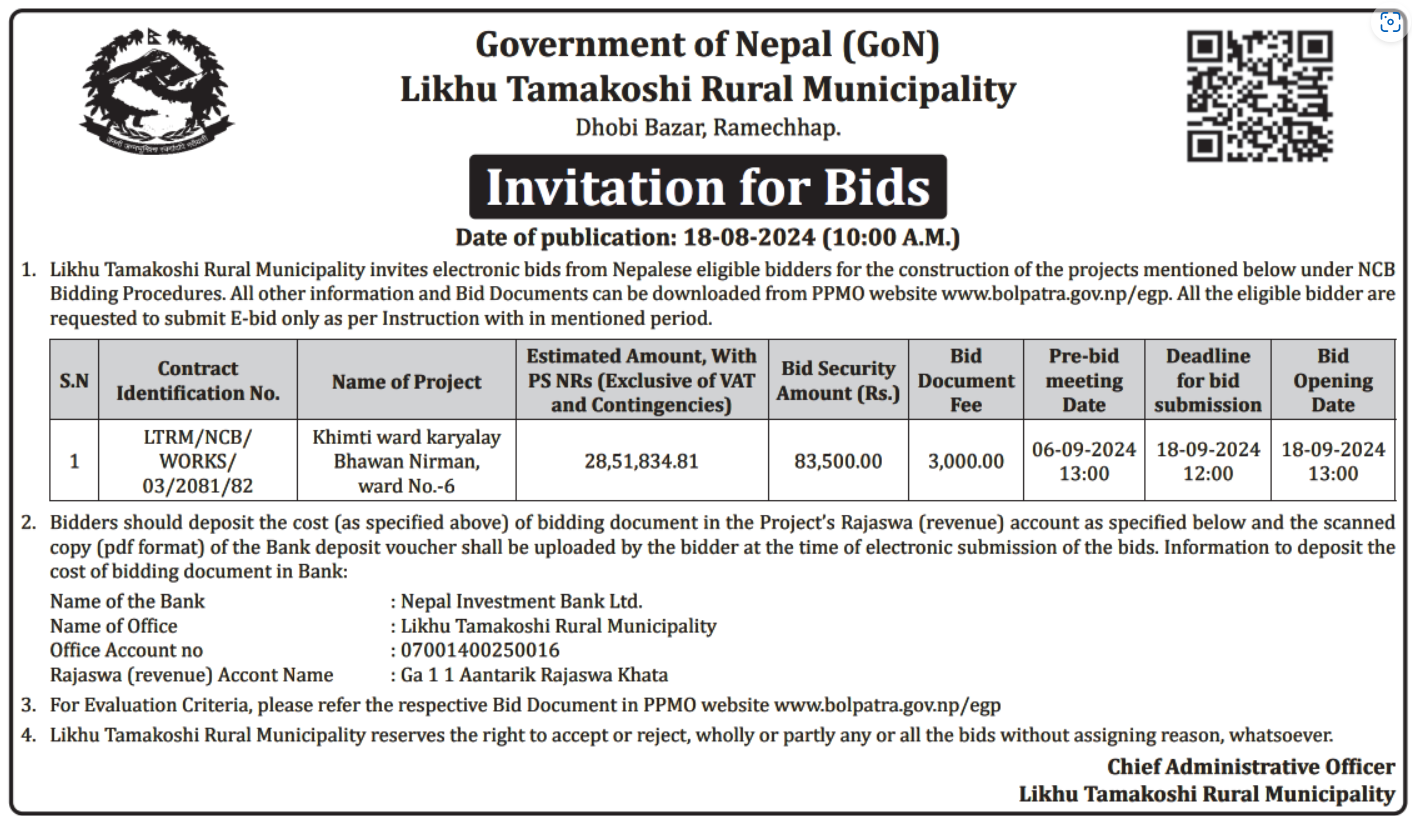 Government of Nepal (GoN)
Likhu Tamakoshi Rural Municipality
Dhobi Bazar, Ramechhap.
Invitation for Bids
Date of publication: 18-08-2024 (10:00 A.M.)
1. Likhu Tamakoshi Rural Municipality invites electronic bids from Nepalese eligible bidders for the construction of the projects mentioned below under NCB
Bidding Procedures. All other information and Bid Documents can be downloaded from PPMO website www.bolpatra.gov.np/egp. All the eligible bidder are
requested to submit E-bid only as per Instruction with in mentioned period.
S.N
Contract
Identification No.
Name of Project
Estimated Amount, With
PS NRs (Exclusive of VAT
and Contingencies)
Bid Security
Amount (Rs.)
Bid
Document
Fee
Pre-bid
meeting
Date
Deadline
for bid
submission
Bid
Opening
Date
1
LTRM/NCB/
WORKS/
03/2081/82
Khimti ward karyalay
Bhawan Nirman,
ward No.-6
28,51,834.81
83,500.00
3,000.00
06-09-2024
13:00
18-09-2024
12:00
18-09-2024
13:00
2. Bidders should deposit the cost (as specified above) of bidding document in the Project's Rajaswa (revenue) account as specified below and the scanned
copy (pdf format) of the Bank deposit voucher shall be uploaded by the bidder at the time of electronic submission of the bids. Information to deposit the
cost of bidding document in Bank:
Name of the Bank : Nepal Investment Bank Ltd.
Name of Office : Likhu Tamakoshi Rural Municipality
Office Account no : 07001400250016
Rajaswa (revenue) Accont Name : Ga 1 1 Aantarik Rajaswa Khata
3. For Evaluation Criteria, please refer the respective Bid Document in PPMO website www.bolpatra.gov.np/egp
4. Likhu Tamakoshi Rural Municipality reserves the right to accept or reject, wholly or partly any or all the bids without assigning reason, whatsoever.
Chief Administrative Officer
Likhu Tamakoshi Rural Municipality